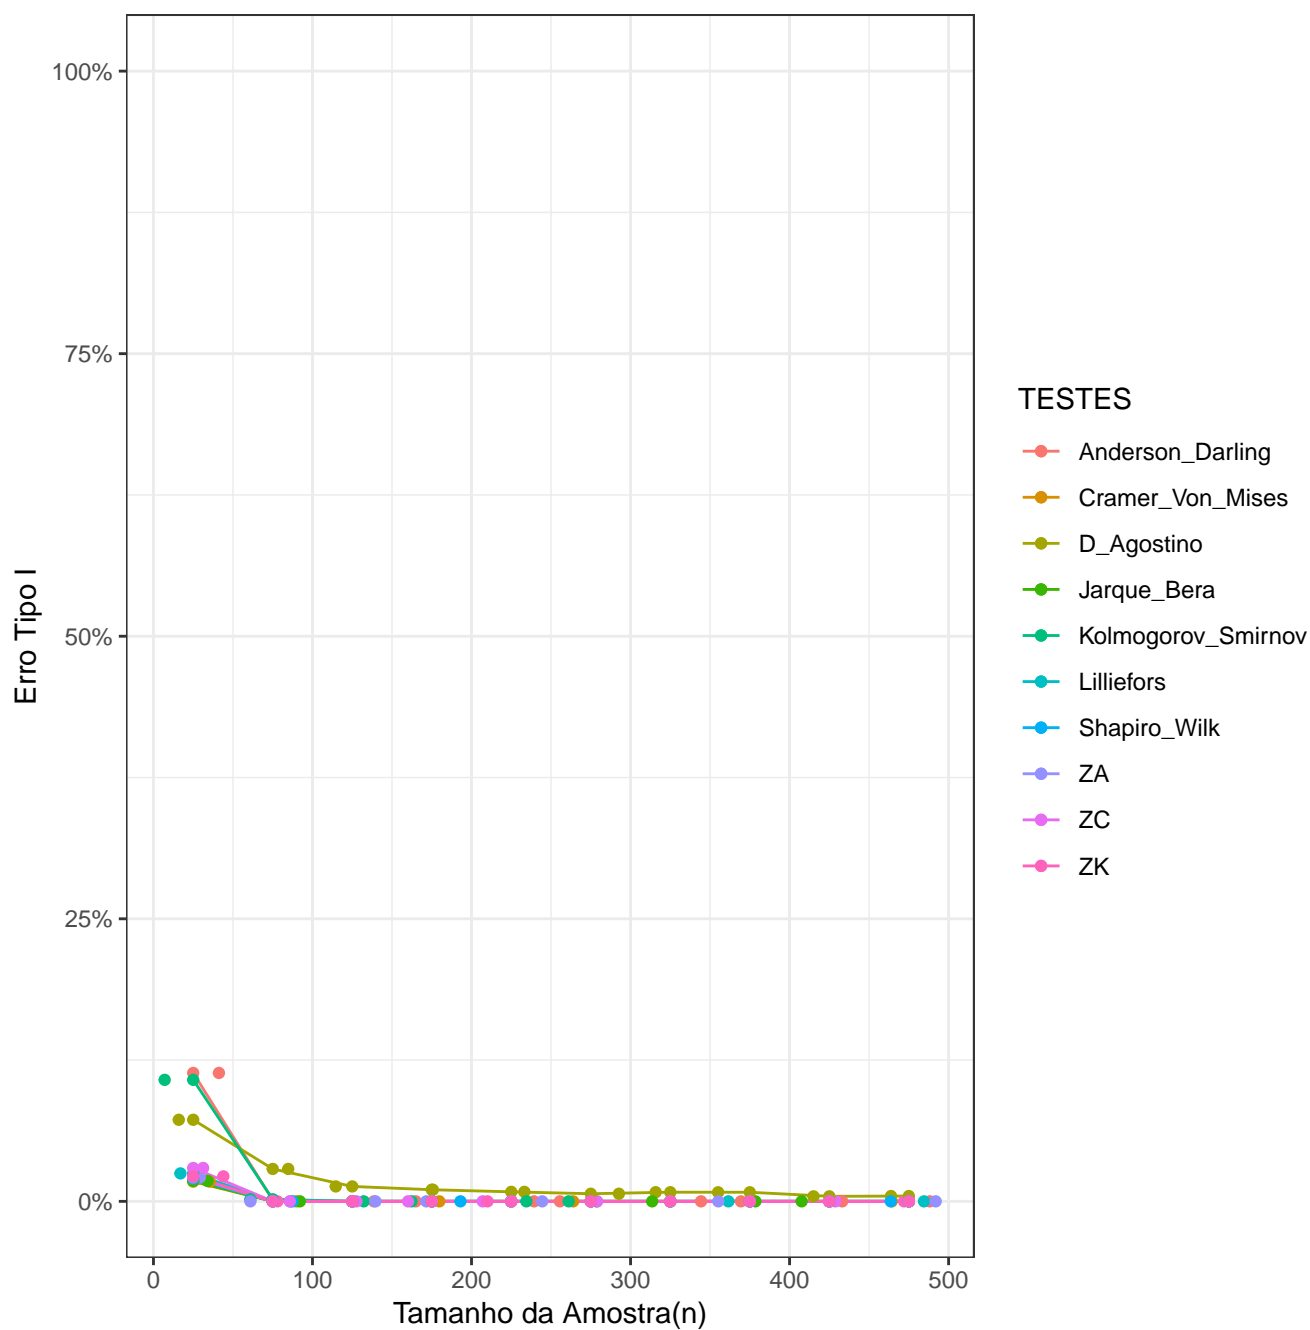 100%
75%
50%
25%
0%
Erro Tipo I
0
100
200
300
400
500
Tamanho da Amostra(n)
TESTES
Anderson_Darling
Cramer_Von_Mises
D_Agostino
Jarque_Bera
Kolmogorov_Smirnov
Lilliefors
Shapiro_Wilk
ZA
ZC
ZK